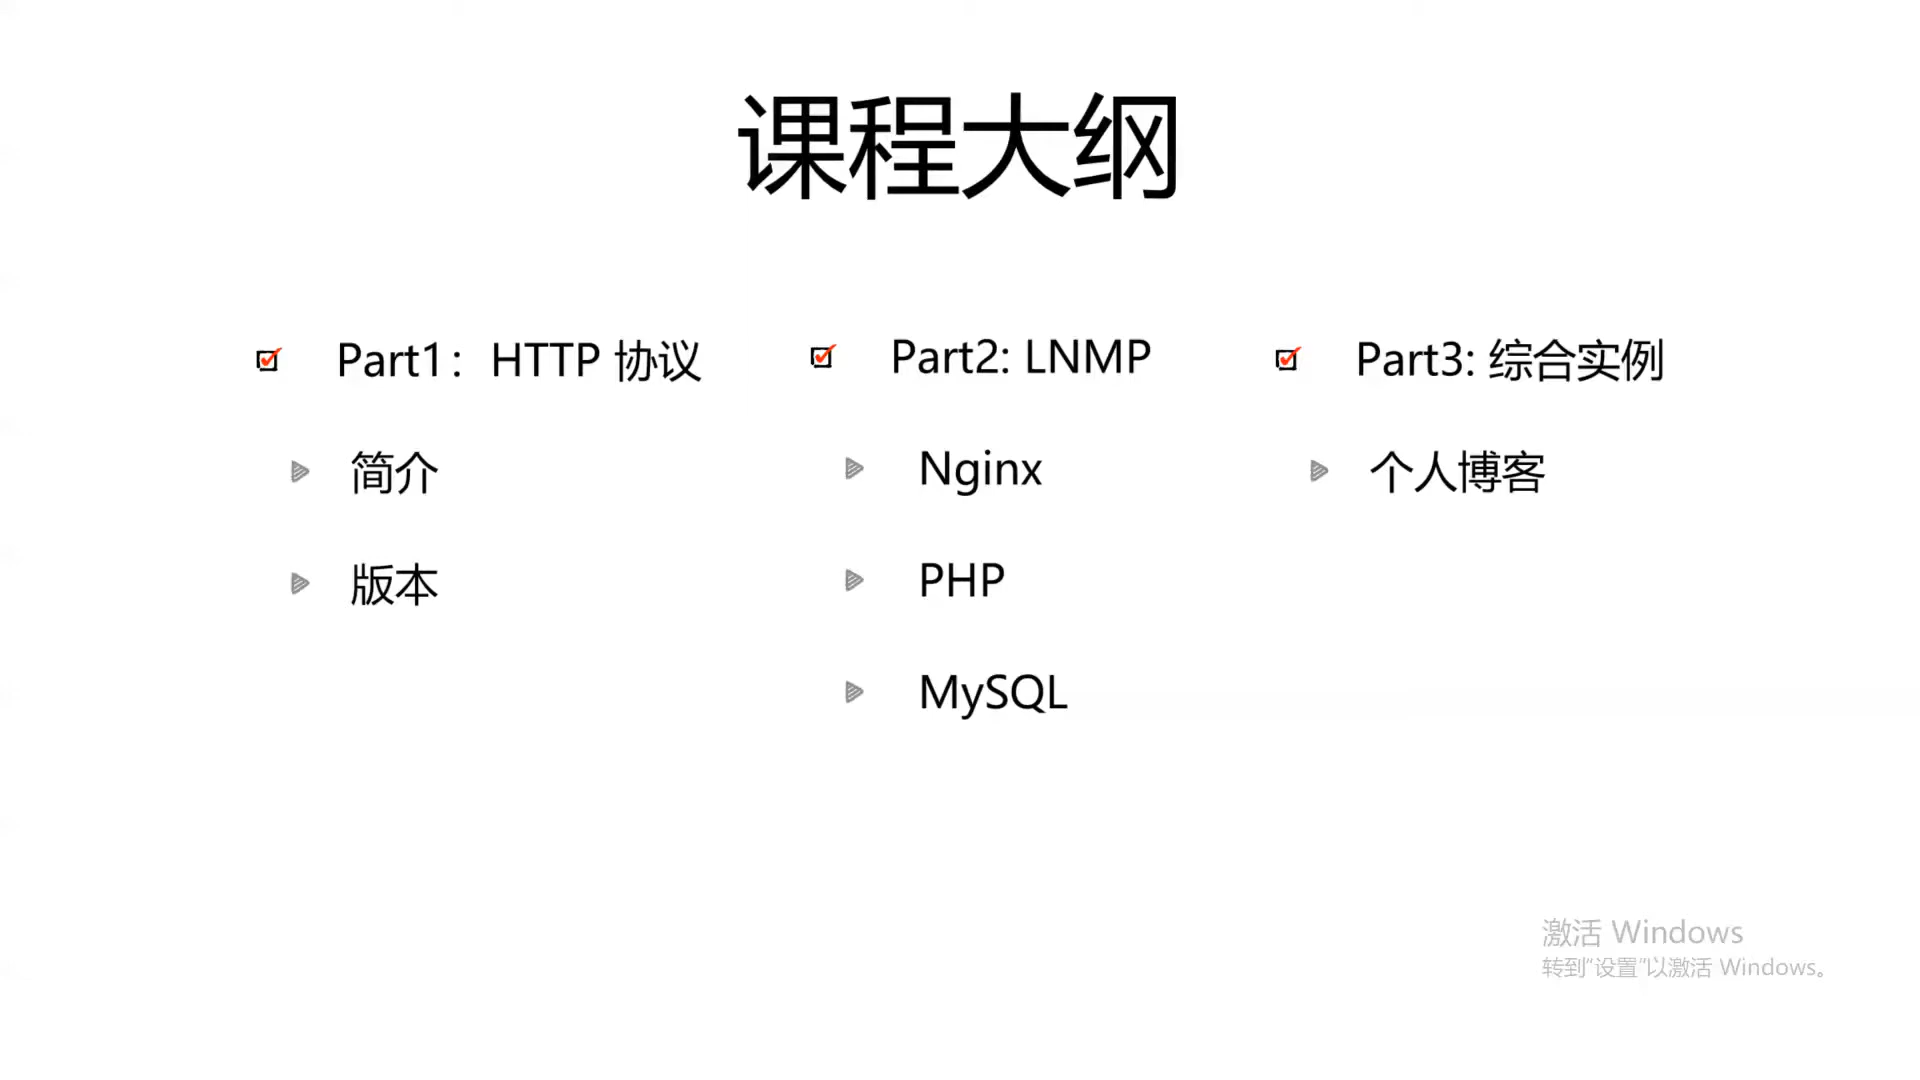 课程大纲
Part1：HTTP 协议
简介
版本
Part2: LNMP
Nginx
PHP
MySQL
Part3: 综合实例
个人博客
激活 Windows
转到"设置"以激活 Windows。